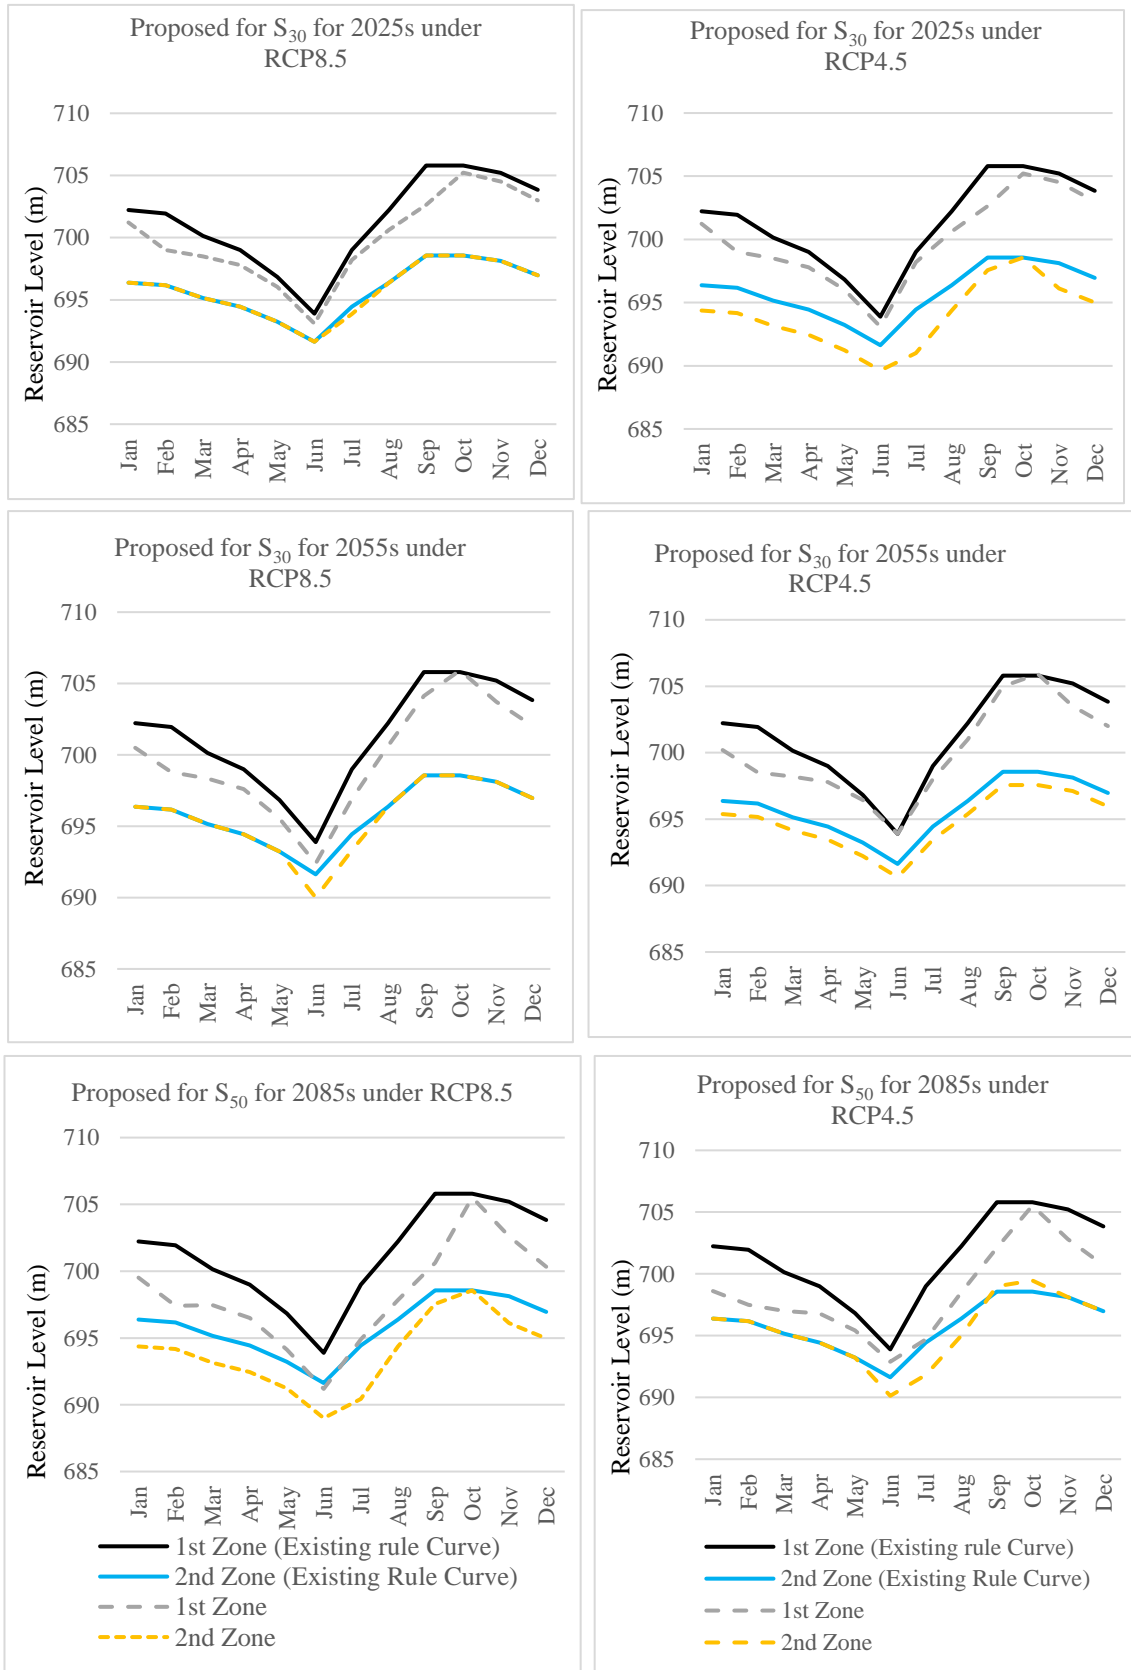 Proposed for S30 for 2025s under
RCP8.5
710
705
700
695
690
685
Reservoir Level (m)
Jan
Feb
Mar
Apr
May
Jun
Jul
Aug
Sep
Oct
Nov
Dec
Proposed for S30 for 2025s under
RCP4.5
710
705
700
695
690
685
Reservoir Level (m)
Jan
Feb
Mar
Apr
May
Jun
Jul
Aug
Sep
Oct
Nov
Dec
Proposed for S30 for 2055s under
RCP8.5
710
705
700
695
690
685
Reservoir Level (m)
Jan
Feb
Mar
Apr
May
Jun
Jul
Aug
Sep
Oct
Nov
Dec
Proposed for S30 for 2055s under
RCP4.5
710
705
700
695
690
685
Reservoir Level (m)
Jan
Feb
Mar
Apr
May
Jun
Jul
Aug
Sep
Oct
Nov
Dec
Proposed for S50 for 2085s under RCP8.5
710
705
700
695
690
685
Reservoir Level (m)
Jan
Feb
Mar
Apr
May
Jun
Jul
Aug
Sep
Oct
Nov
Dec
1st Zone (Existing rule Curve)
2nd Zone (Existing Rule Curve)
1st Zone
2nd Zone
Proposed for S50 for 2085s under
RCP4.5
710
705
700
695
690
685
Reservoir Level (m)
Jan
Feb
Mar
Apr
May
Jun
Jul
Aug
Sep
Oct
Nov
Dec
1st Zone (Existing rule Curve)
2nd Zone (Existing Rule Curve)
1st Zone
2nd Zone